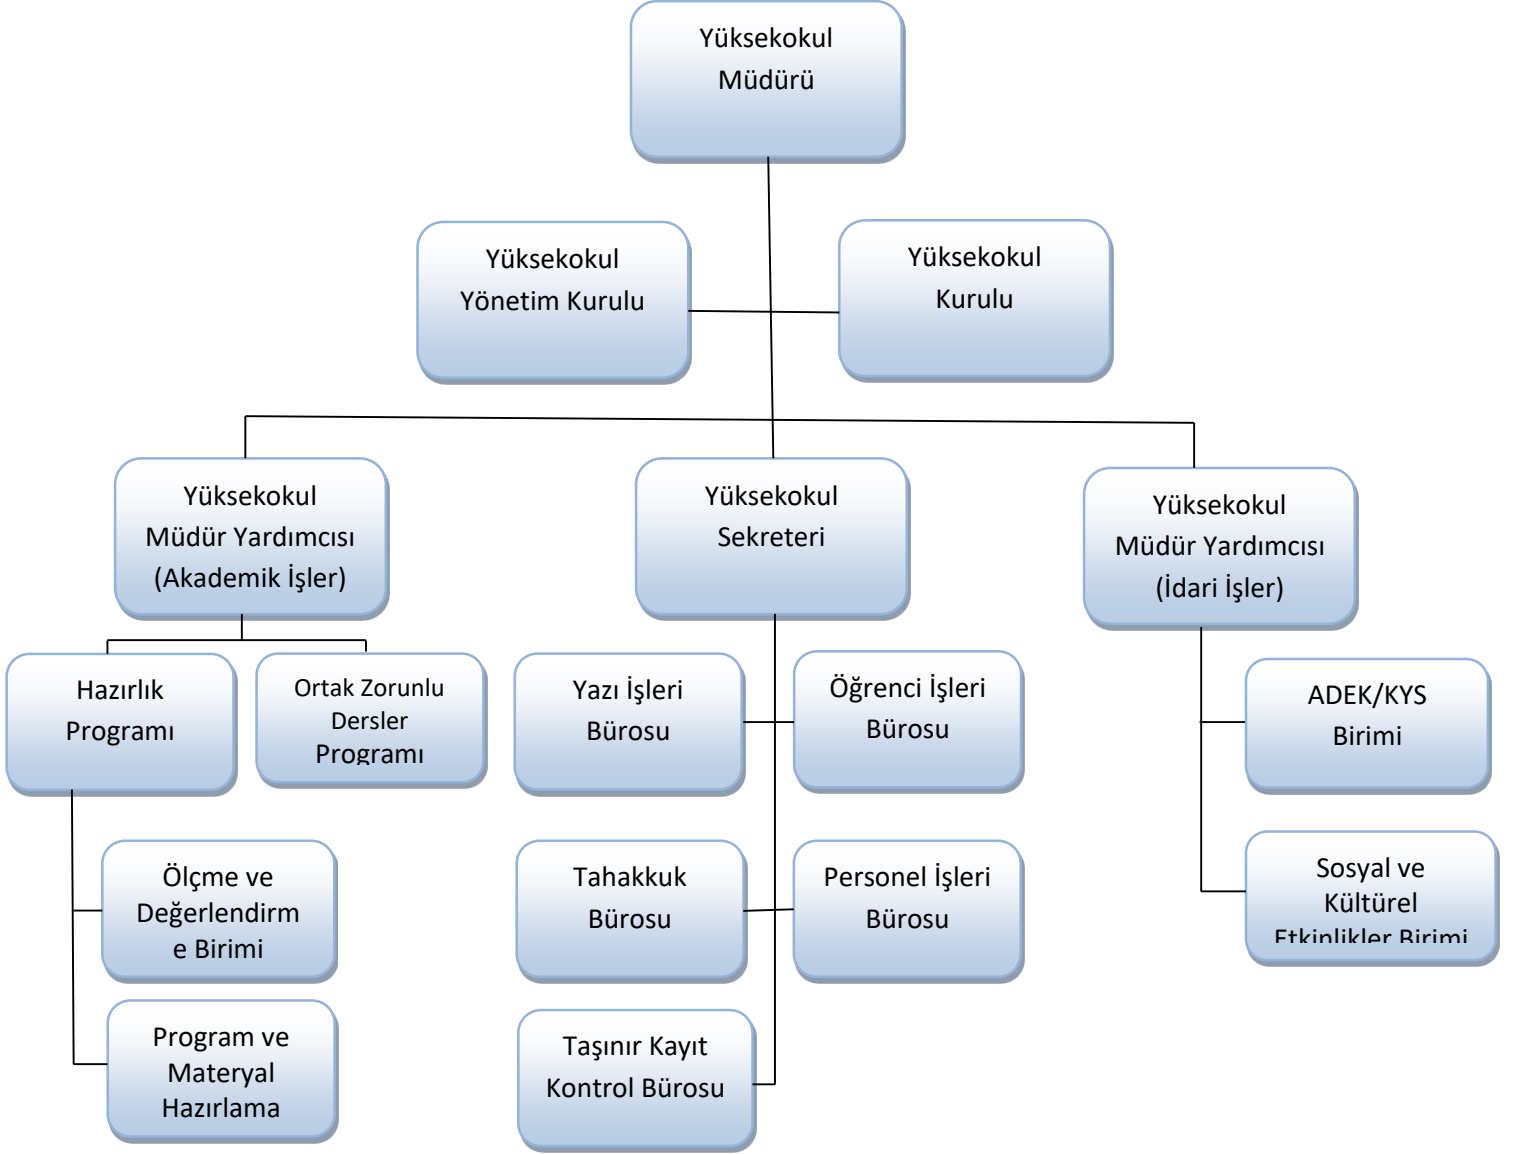 Yüksekokul
Müdürü
Yüksekokul
Yönetim Kurulu
Yüksekokul
Kurulu
Yüksekokul
Müdür Yardımcısı
(Akademik İşler)
Yüksekokul
Sekreteri
Yüksekokul
Müdür Yardımcısı
(İdari İşler)
Hazırlık
Programı
Ortak Zorunlu
Dersler
Programı
Yazı İşleri
Bürosu
Öğrenci İşleri
Bürosu
ADEK/KYS
Birimi
Ölçme ve
Değerlendirm
e Birimi
Tahakkuk
Bürosu
Personel İşleri
Bürosu
Sosyal ve
Kültürel
Etkinlikler Birimi
Program ve
Materyal
Hazırlama
Taşınır Kayıt
Kontrol Bürosu